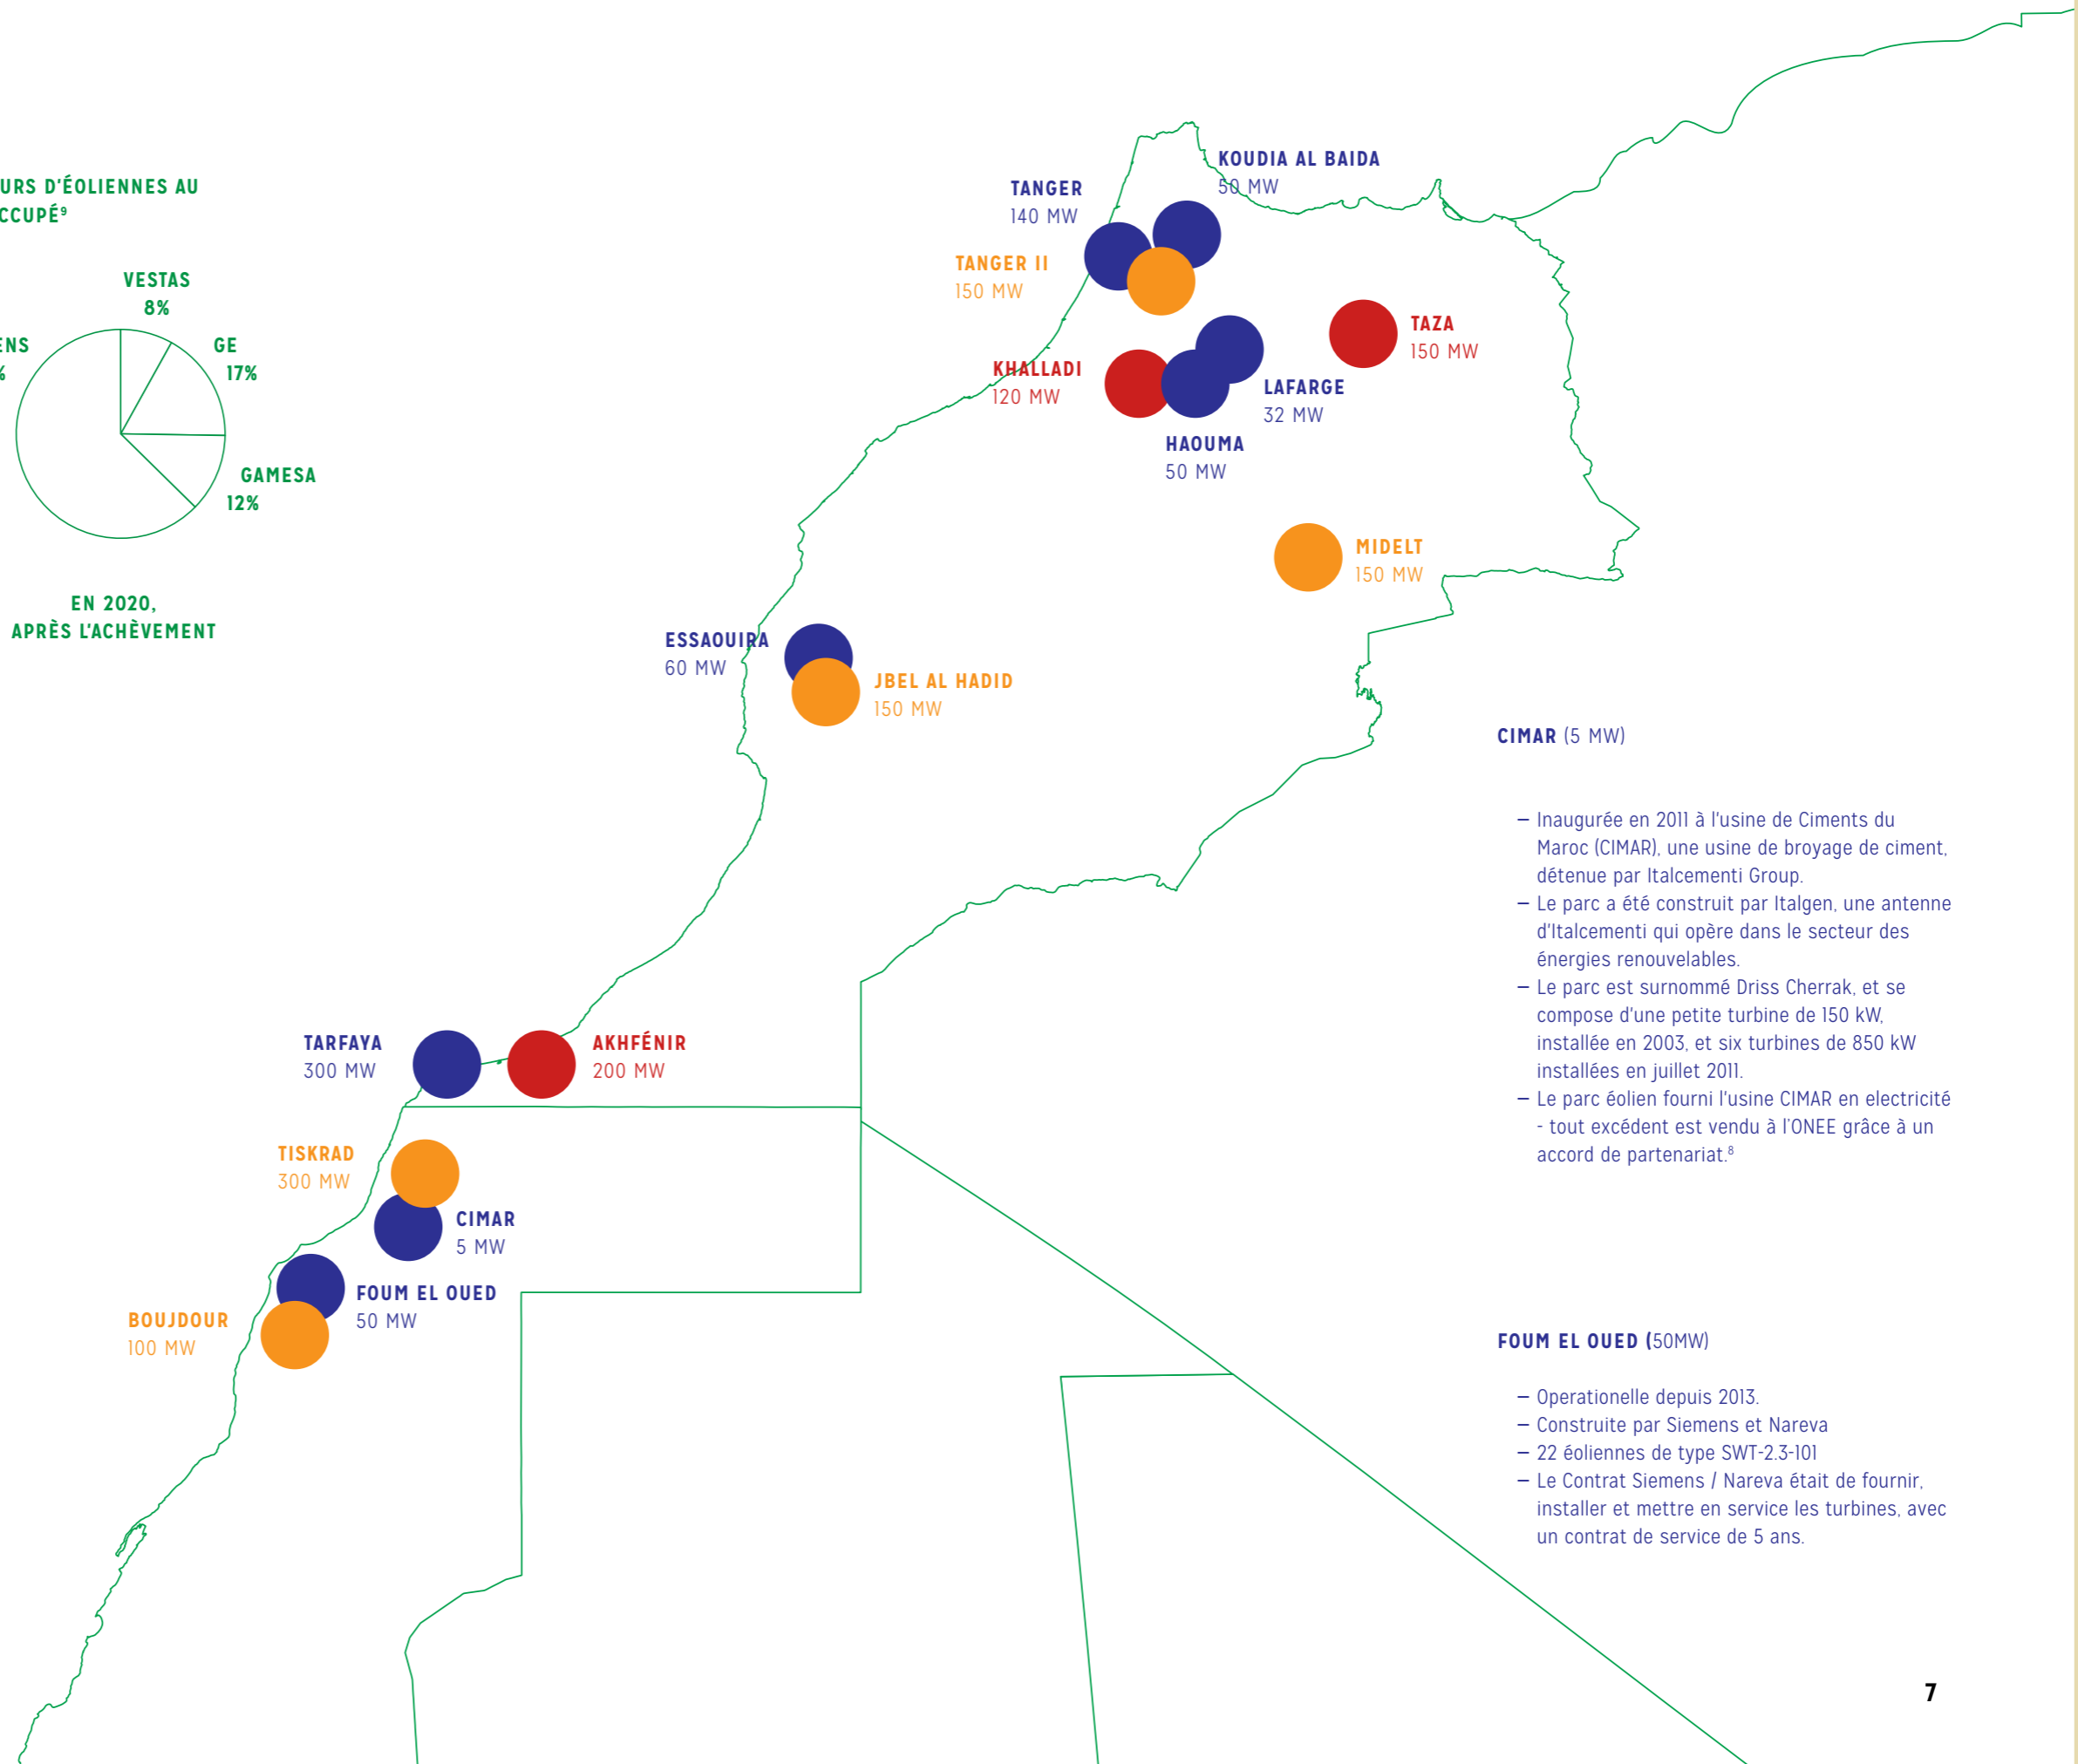 URS D'ÉOLIENNES AU
CCUPÉ⁹
VESTAS
8%
ENS
%
GE
17%
GAMESA
12%
EN 2020,
APRÈS L'ACHÈVEMENT
KOUDIA AL BAIDA
50 MW
TANGER
140 MW
TANGER II
150 MW
TAZA
150 MW
KHALLADI
120 MW
LAFARGE
32 MW
HAOUMA
50 MW
MIDELT
150 MW
ESSAOUIRA
60 MW
JBEL AL HADID
150 MW
TARFAYA
300 MW
AKHFÉNIR
200 MW
TISKRAD
300 MW
CIMAR
5 MW
FOUM EL OUED
50 MW
BOUJDOUR
100 MW
CIMAR (5 MW)
– Inaugurée en 2011 à l'usine de Ciments du
Maroc (CIMAR), une usine de broyage de ciment,
détenue par Italcementi Group.
– Le parc a été construit par Italgen, une antenne
d'Italcementi qui opère dans le secteur des
énergies renouvelables.
– Le parc est surnommé Driss Cherrak, et se
compose d'une petite turbine de 150 kW,
installée en 2003, et six turbines de 850 kW
installées en juillet 2011.
– Le parc éolien fourni l'usine CIMAR en electricité
- tout excédent est vendu à l'ONEE grâce à un
accord de partenariat.⁸
FOUM EL OUED (50MW)
– Operationelle depuis 2013.
– Construite par Siemens et Nareva
– 22 éoliennes de type SWT-2.3-101
– Le Contrat Siemens / Nareva était de fournir,
installer et mettre en service les turbines, avec
un contrat de service de 5 ans.
7